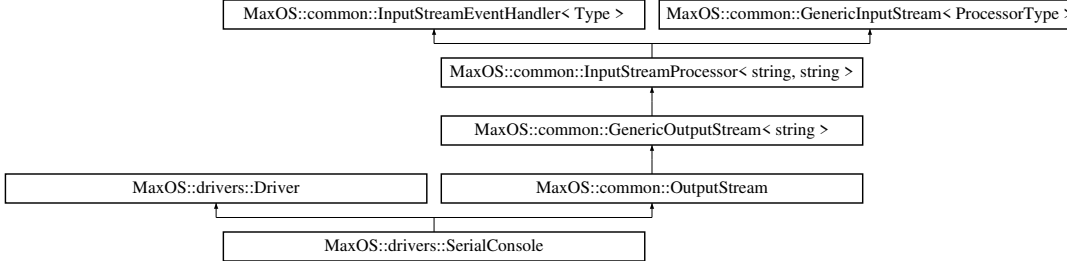 MaxOS::common::InputStreamEventHandler< Type >
MaxOS::common::GenericInputStream< ProcessorType >
MaxOS::common::InputStreamProcessor< string, string >
MaxOS::common::GenericOutputStream< string >
MaxOS::drivers::Driver
MaxOS::common::OutputStream
MaxOS::drivers::SerialConsole